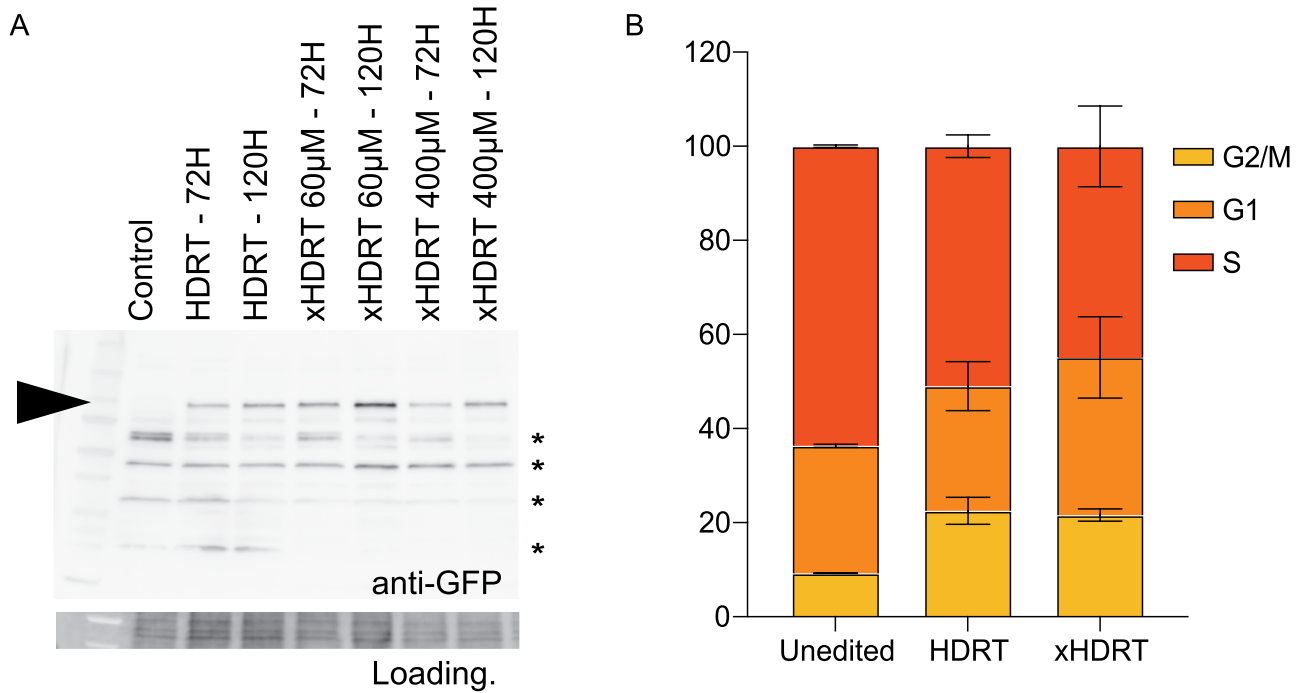 A
Control
HDRT - 72H
HDRT - 120H
xHDRT 60µM - 72H
xHDRT 60µM - 120H
xHDRT 400µM - 72H
xHDRT 400µM - 120H
*
*
*
*
anti-GFP
Loading.
B
120
100
80
60
40
20
0
Unedited
HDRT
xHDRT
G2/M
G1
S